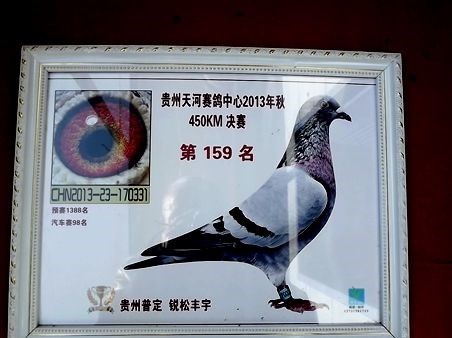 贵州天河赛鸽中心2013年秋
450KM 决赛
第 159 名
CHN2013-23-170331
预赛1388名
汽车赛98名
贵州普定 锐松丰宇